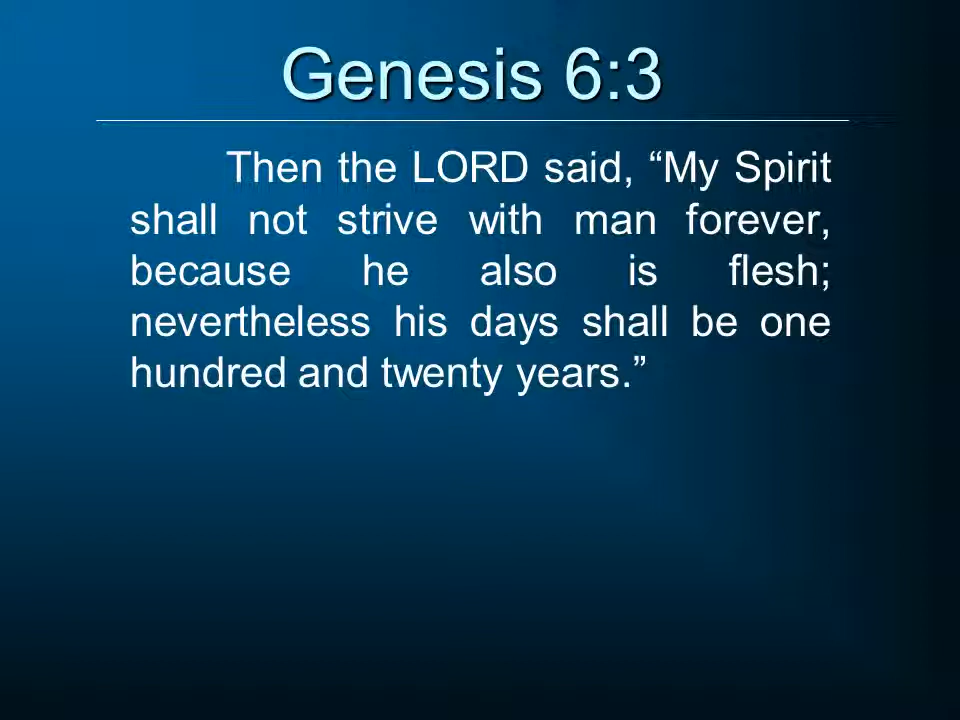 Genesis 6:3
Then the LORD said, “My Spirit
shall not strive with man forever,
because he also is flesh;
nevertheless his days shall be one
hundred and twenty years.”